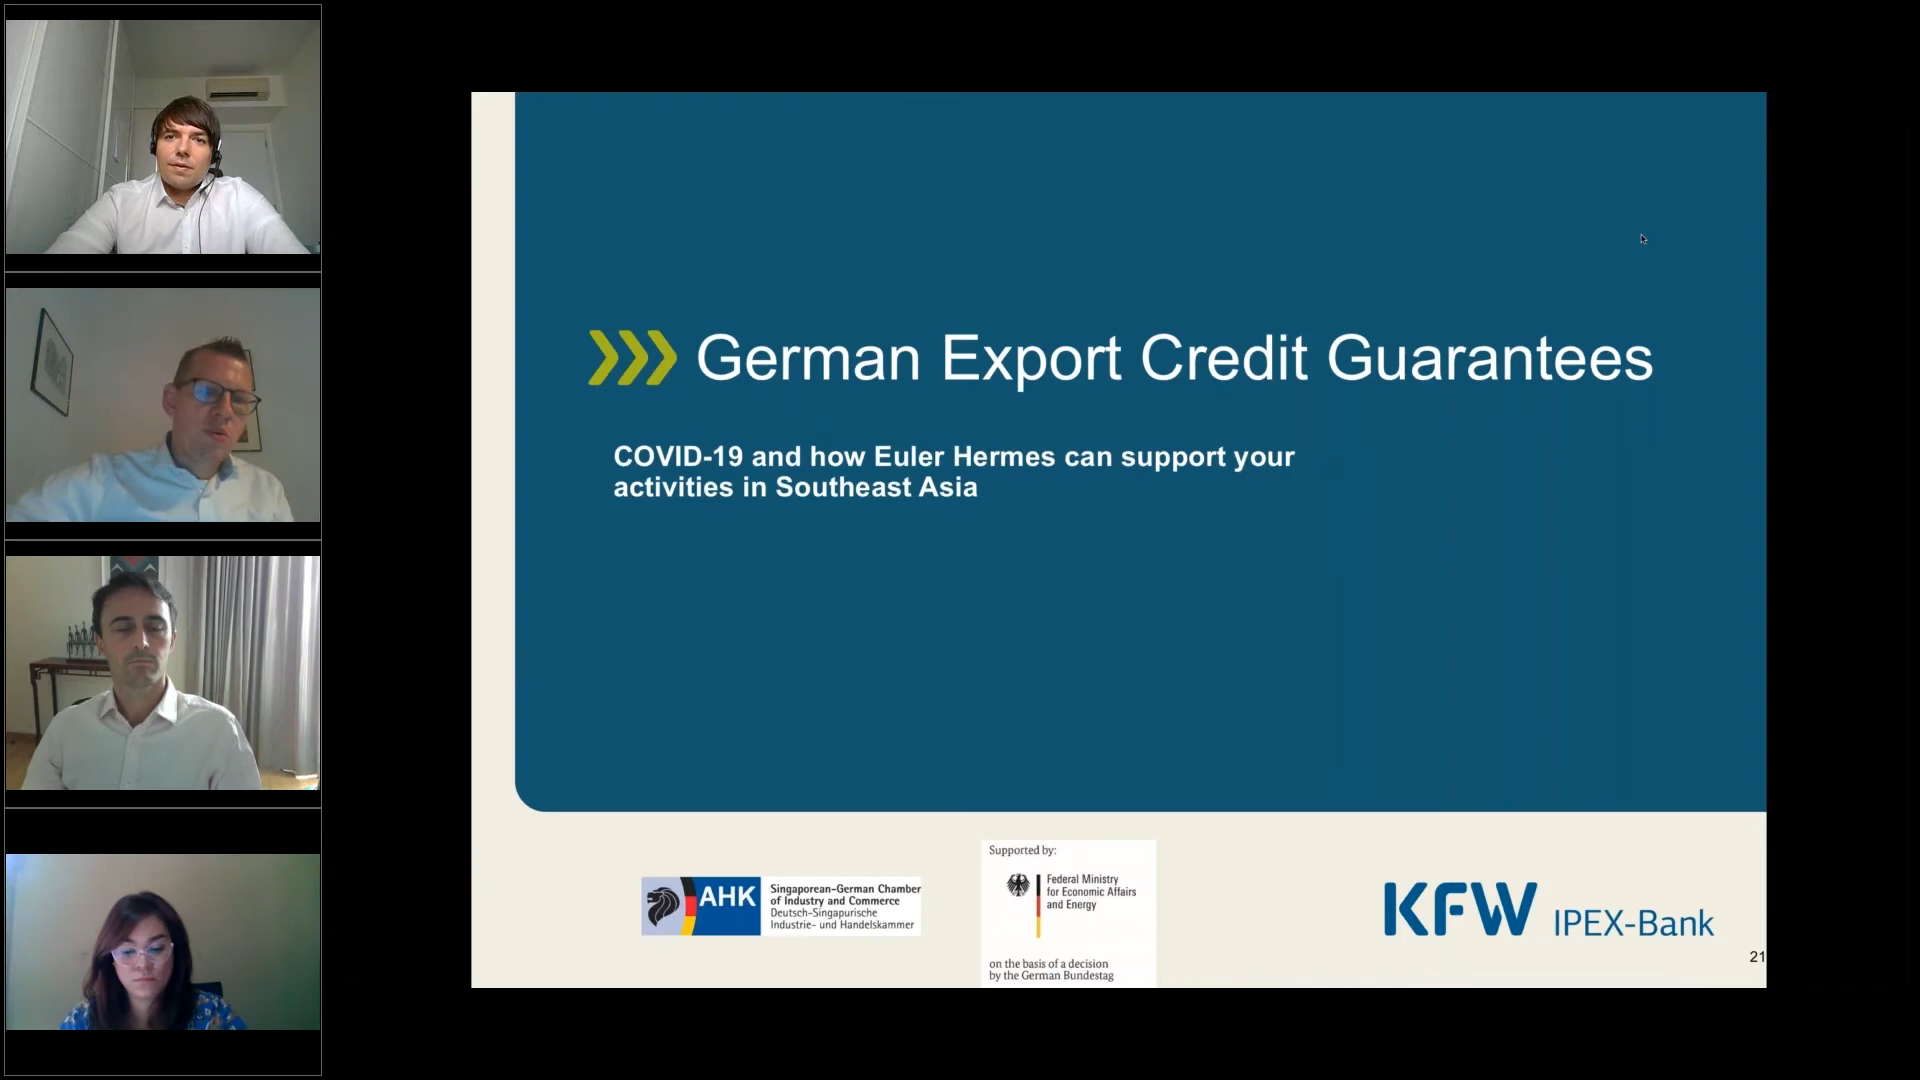 German Export Credit Guarantees
COVID-19 and how Euler Hermes can support your
activities in Southeast Asia
AHK
Singaporean-German Chamber
of Industry and Commerce
Deutsch-Singapurische
Industrie- und Handelskammer
Supported by:
Federal Ministry
for Economic Affairs
and Energy
on the basis of a decision
by the German Bundestag
KFW IPEX-Bank
21